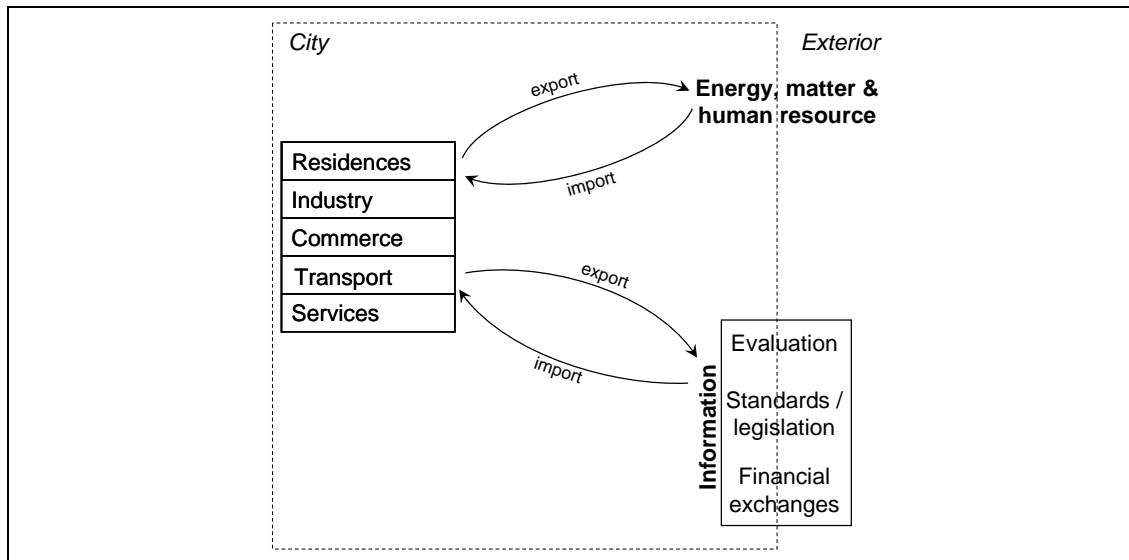 City
Exterior
export
Energy, matter &
human resource
import
Residences
Industry
Commerce
Transport
Services
export
import
Information
Evaluation
Standards /
legislation
Financial
exchanges